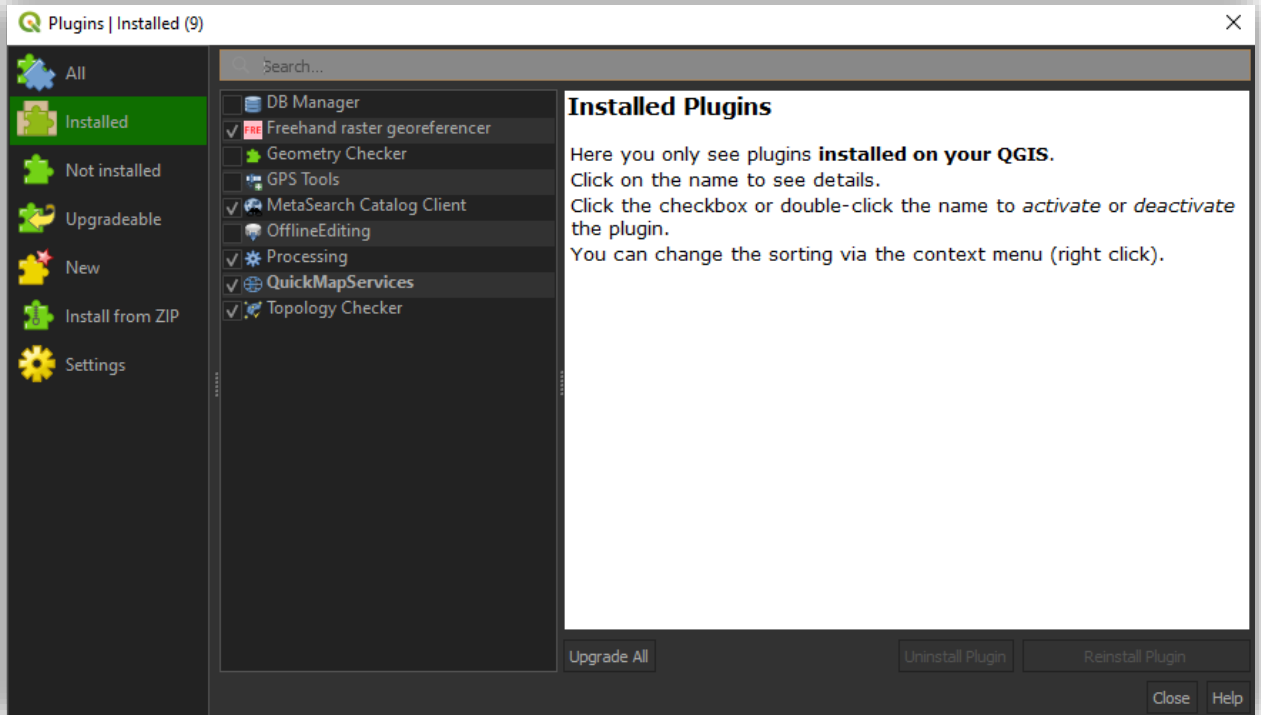 Plugins | Installed (9)
All
Installed
Not installed
Upgradeable
New
Install from ZIP
Settings
Search...
DB Manager
FRE Freehand raster georeferencer
Geometry Checker
GPS Tools
MetaSearch Catalog Client
OfflineEditing
Processing
QuickMapServices
Topology Checker
Installed Plugins
Here you only see plugins installed on your QGIS.
Click on the name to see details.
Click the checkbox or double-click the name to activate or deactivate
the plugin.
You can change the sorting via the context menu (right click).
Upgrade All
Uninstall Plugin
Reinstall Plugin
Close
Help